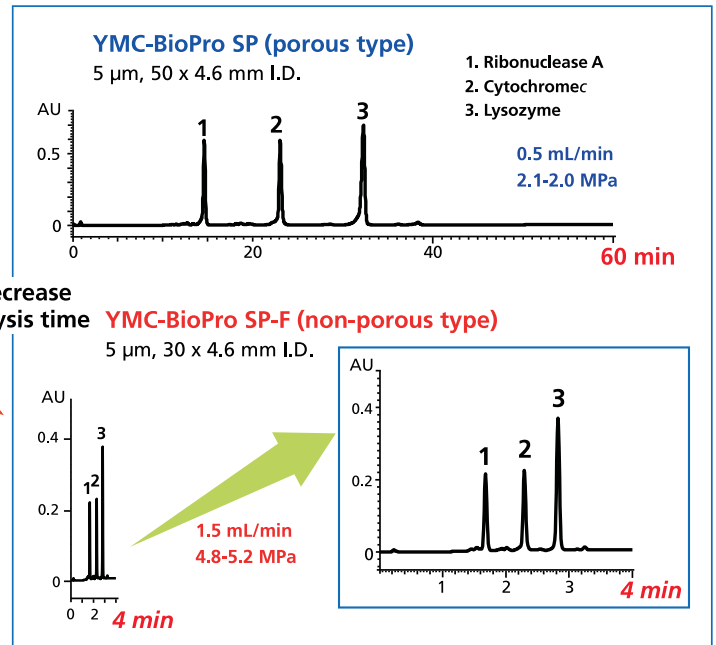 YMC-BioPro SP (porous type)
5 µm, 50 x 4.6 mm I.D.
1. Ribonuclease A
2. Cytochromec
3. Lysozyme
0.5 mL/min
2.1-2.0 MPa
AU
0.5
0
1
2
3
0
20
40
60 min
ecrease
ysis time
YMC-BioPro SP-F (non-porous type)
5 µm, 30 x 4.6 mm I.D.
AU
0.4
0.2
0
1
2
3
0
2
4 min
1.5 mL/min
4.8-5.2 MPa
AU
0.4
0.2
0
1
2
3
1
2
3
4 min